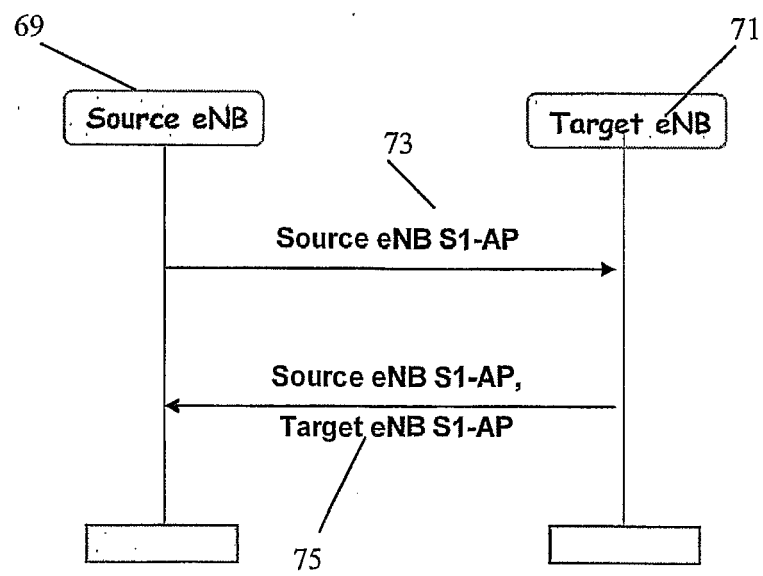 69
71
Source eNB
Target eNB
73
Source eNB S1-AP
Source eNB S1-AP,
Target eNB S1-AP
75